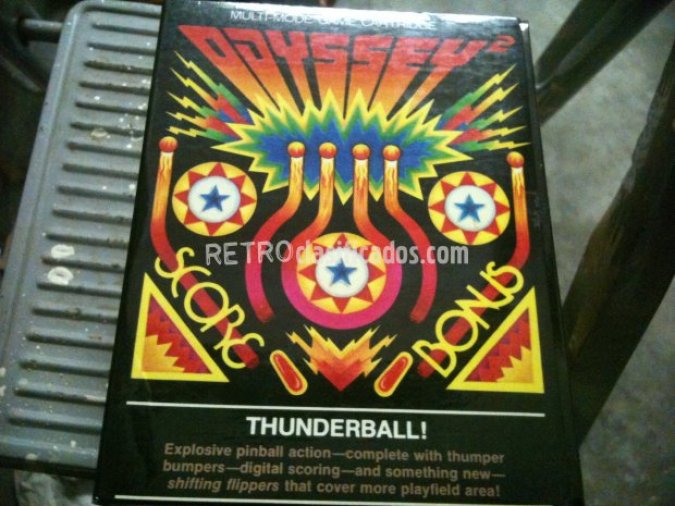 MULTI-MODE GAME CARTRIDGE
ODYSSEY²
RETROclasificados.com
SCORE
BONUS
THUNDERBALL!
Explosive pinball action—complete with thumper
bumpers—digital scoring—and something new—
shifting flippers that cover more playfield area!